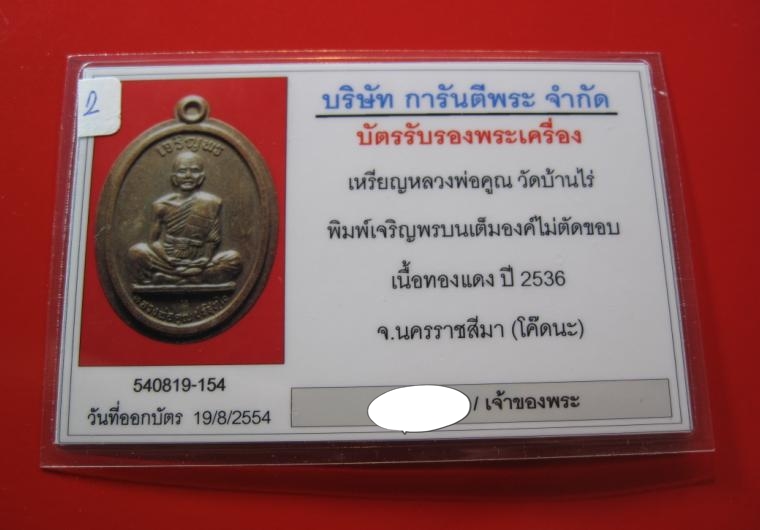 2
เจริญพร
บริษัท การันตีพระ จำกัด
บัตรรับรองพระเครื่อง
เหรียญหลวงพ่อคูณ วัดบ้านไร่
พิมพ์เจริญพรบนเต็มองค์ไม่ตัดขอบ
เนื้อทองแดง ปี 2536
จ.นครราชสีมา (โค๊ดนะ)
540819-154
วันที่ออกบัตร 19/8/2554
/ เจ้าของพระ